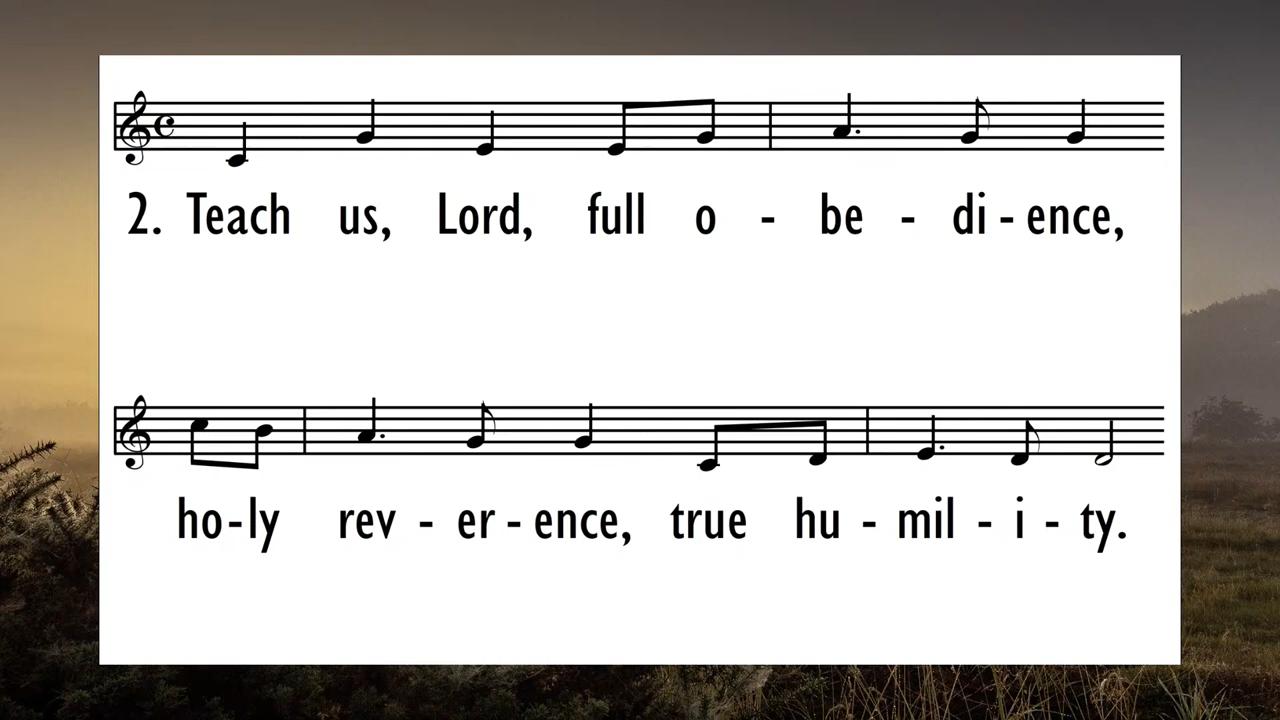 2. Teach us, Lord, full o - be - di - ence,
ho-ly rev - er - ence, true hu - mil - i - ty.